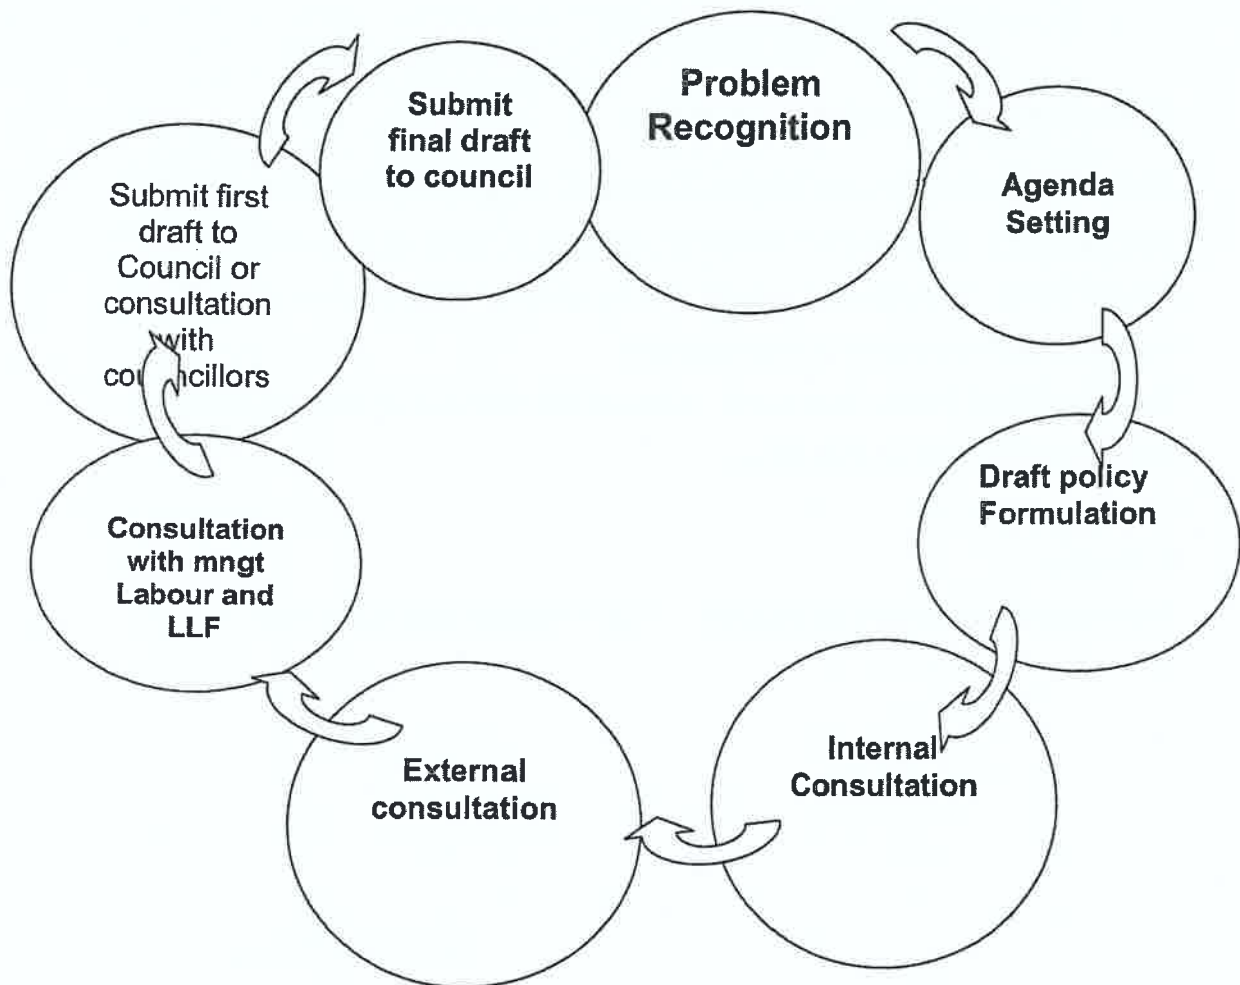 Problem
Recognition
Agenda
Setting
Draft policy
Formulation
Internal
Consultation
External
consultation
Consultation
with mngt
Labour and
LLF
Submit first
draft to
Council or
consultation
with
councillors
Submit
final draft
to council